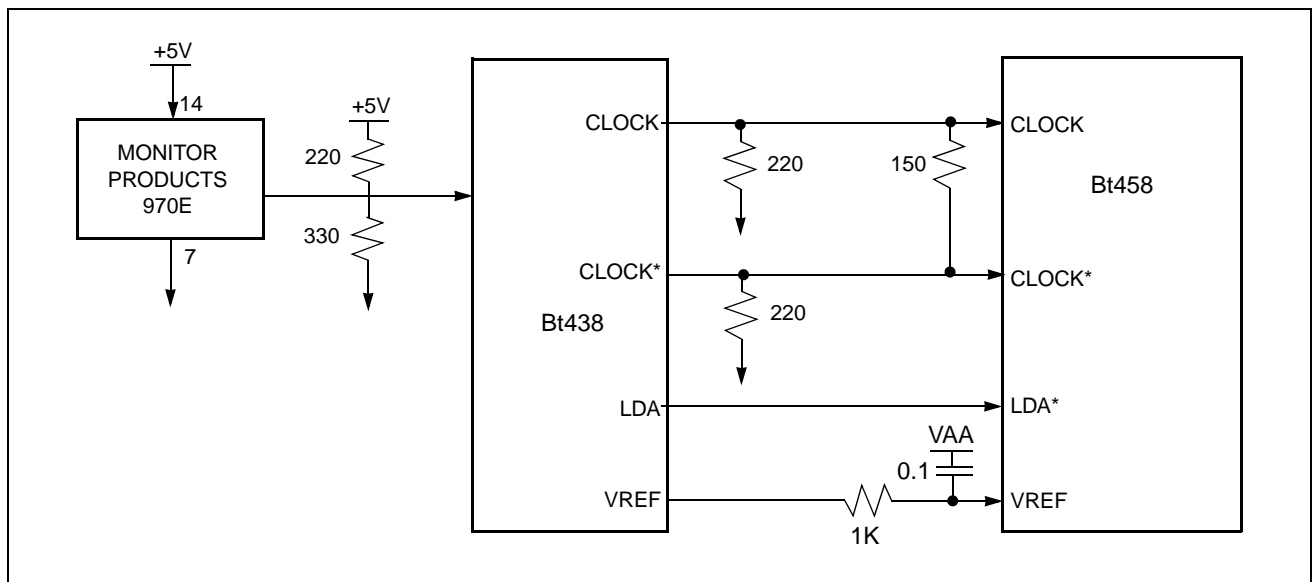 +5V
14
MONITOR
PRODUCTS
970E
7
+5V
220
330
CLOCK
CLOCK*
Bt438
LDA
VREF
220
220
150
VAA
0.1
1K
CLOCK
Bt458
CLOCK*
LDA*
VREF